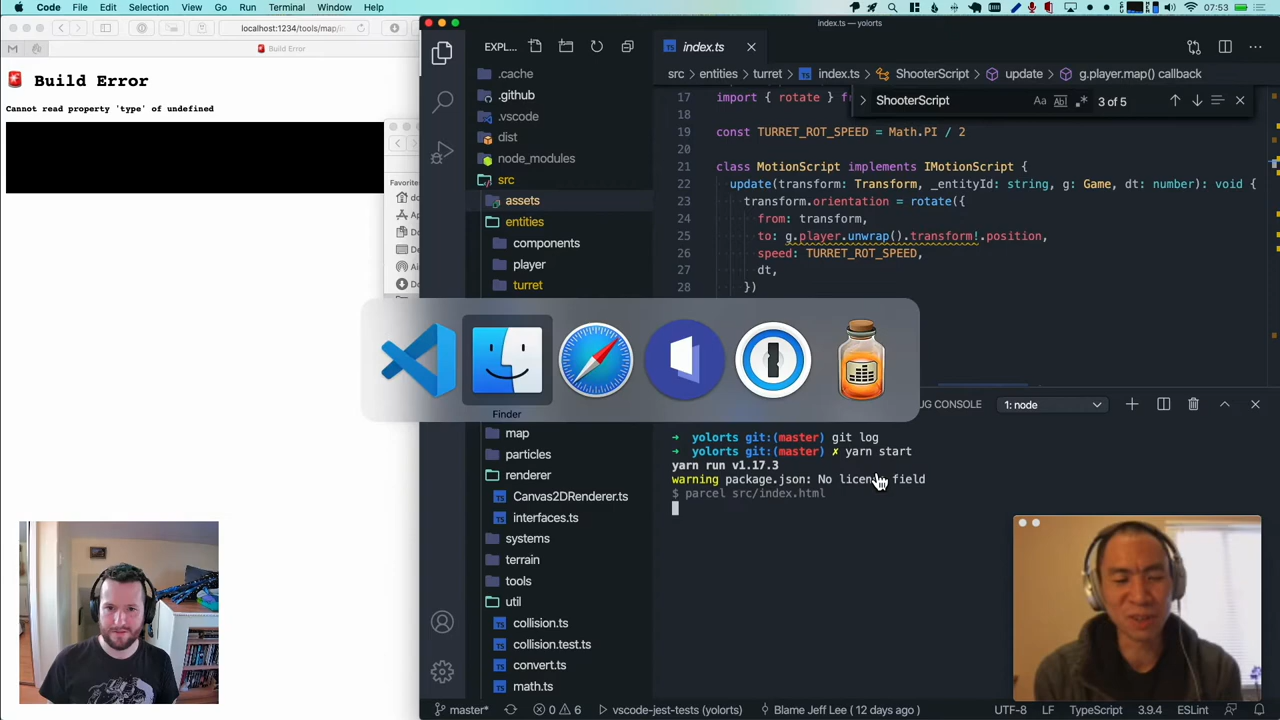 Code File Edit Selection View Go Run Terminal Window Help 07:53
localhost:1234/tools/map/in
Build Error
Build Error
Cannot read property 'type' of undefined
Favorite
index.ts — yolorts
EXPL...
.cache
.github
.vscode
dist
node_modules
src
assets
entities
components
player
turret
map
particles
renderer
Canvas2DRenderer.ts
interfaces.ts
systems
terrain
tools
util
collision.ts
collision.test.ts
convert.ts
math.ts
index.ts
src > entities > turret > index.ts > ShooterScript > update > g.player.map() callback
ShooterScript Aa Abl .* 3 of 5
17 import { rotate } fr
18
19 const TURRET_ROT_SPEED = Math.PI / 2
20
21 class MotionScript implements IMotionScript {
22 update(transform: Transform, _entityId: string, g: Game, dt: number): void {
23 transform.orientation = rotate({
24 from: transform,
25 to: g.player.unwrap().transform!.position,
26 speed: TURRET_ROT_SPEED,
27 dt,
28 })
Finder
UG CONSOLE 1: node
→ yolorts git:(master) git log
→ yolorts git:(master) ✗ yarn start
yarn run v1.17.3
warning package.json: No license field
$ parcel src/index.html
master* 0 6 vscode-jest-tests (yolorts) Blame Jeff Lee ( 12 days ago ) UTF-8 LF TypeScript 3.9.4 ESLint